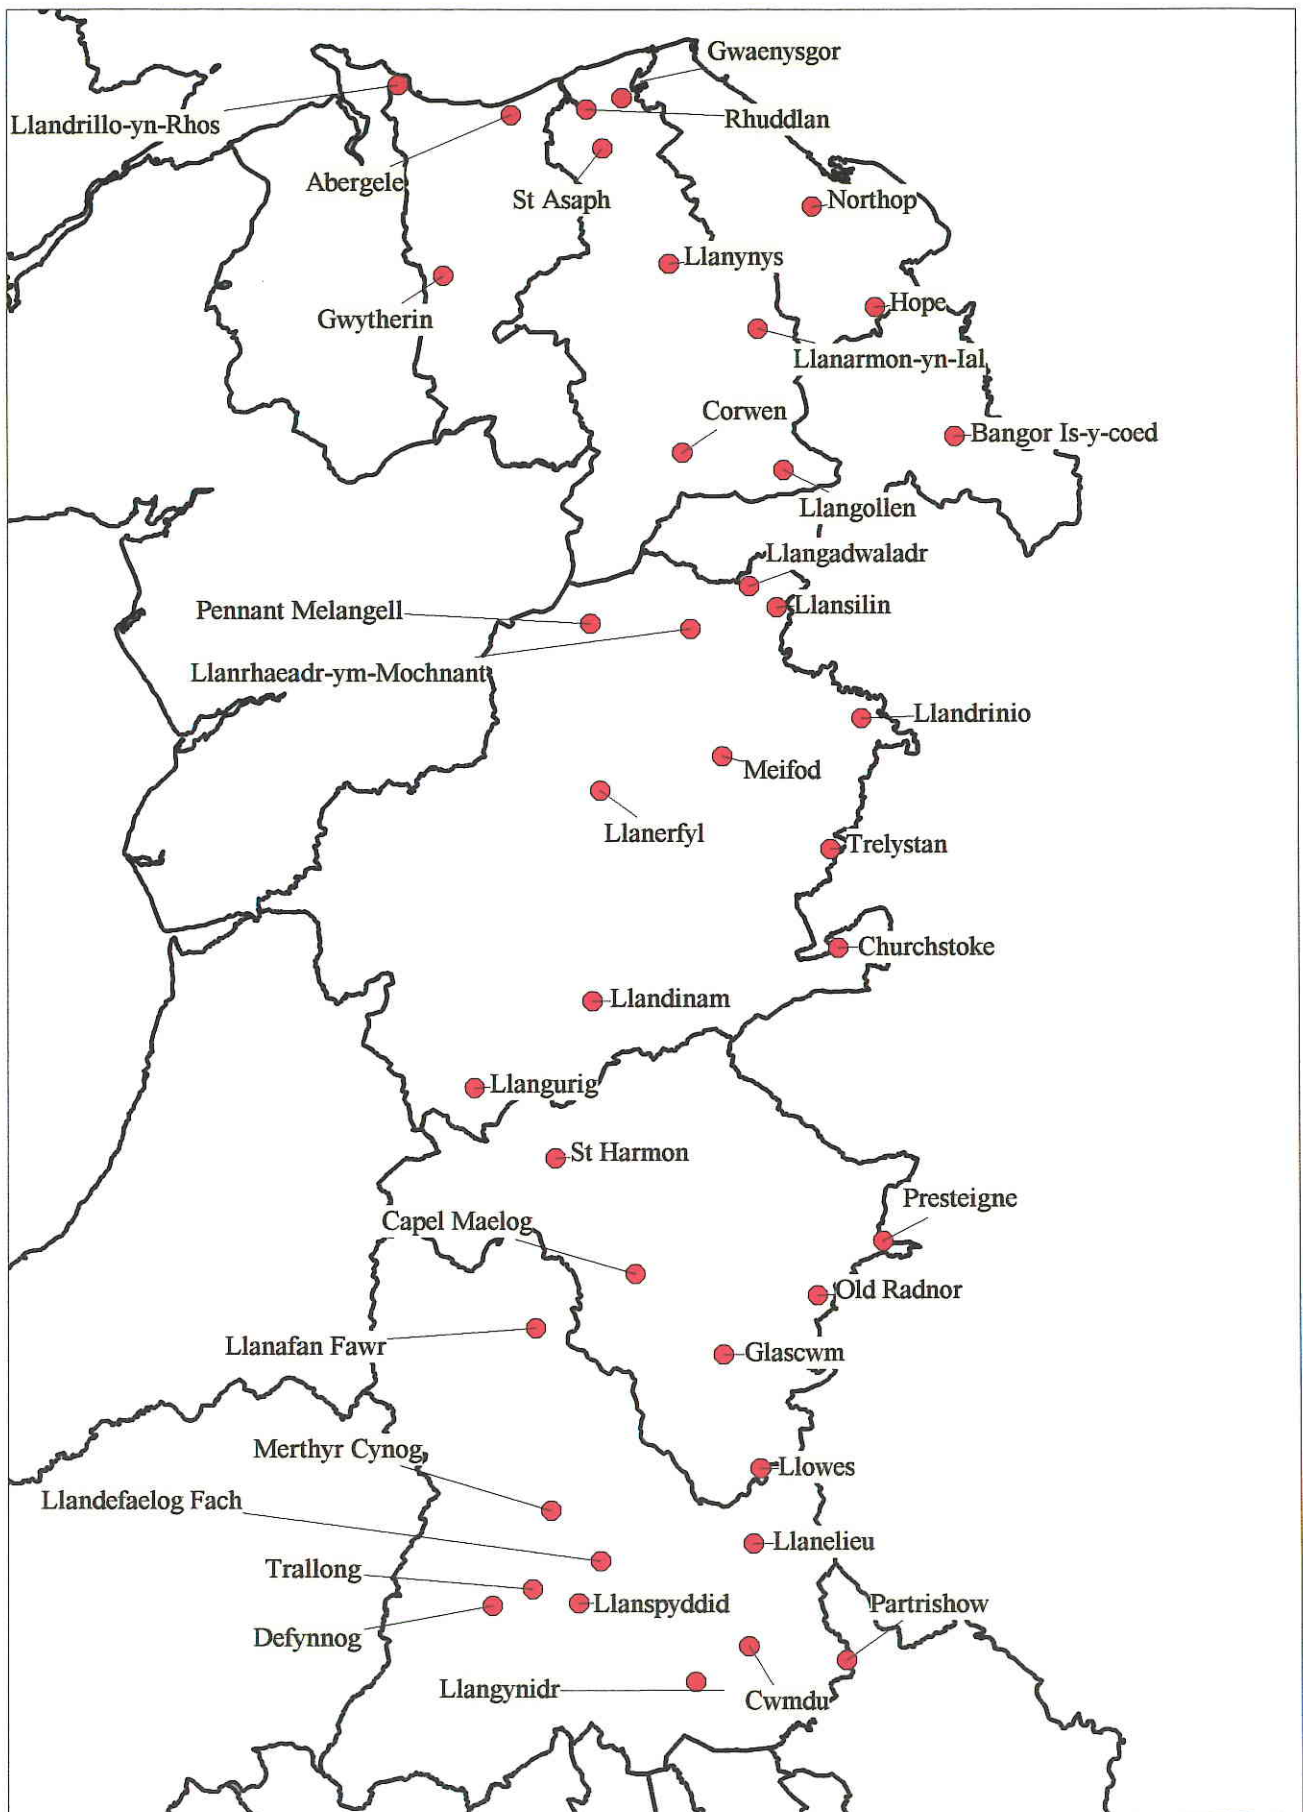 Gwaenysgor
Llandrillo-yn-Rhos
Rhuddlan
Abergele
St Asaph
Northop
Llanynys
Hope
Gwytherin
Llanarmon-yn-Ial
Corwen
Bangor Is-y-coed
Llangollen
Llangadwaladr
Pennant Melangell
Llansilin
Llanrhaeadr-ym-Mochnant
Llandrinio
Meifod
Llanerfyl
Trelystan
Churchstoke
Llandinam
Llangurig
St Harmon
Presteigne
Capel Maelog
Old Radnor
Llanafan Fawr
Glascwm
Merthyr Cynog
Llowes
Llandefaelog Fach
Llanelieu
Trallong
Llanspyddid
Partrishow
Defynnog
Llangynidr
Cwmdu